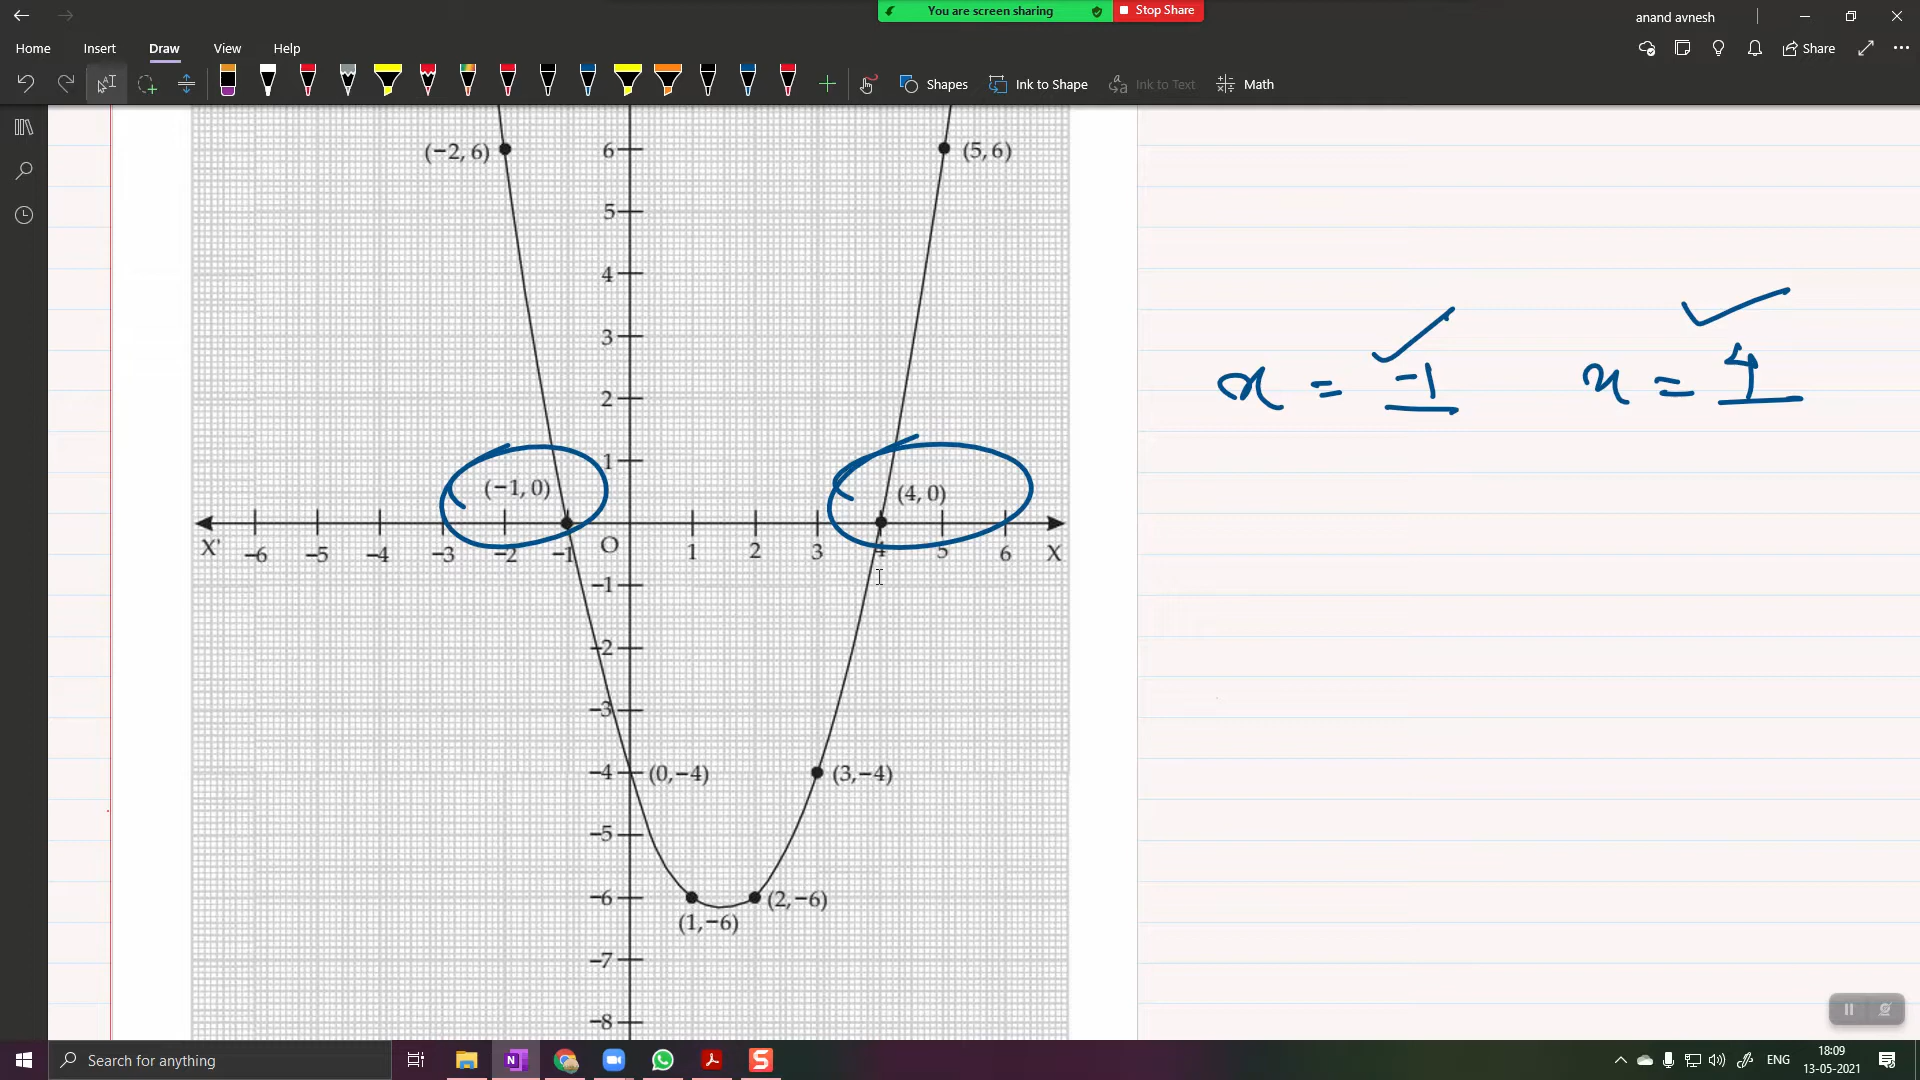 You are screen sharing Stop Share
anand avnesh
Home Insert Draw View Help
Share
Shapes Ink to Shape Ink to Text Math
(−2, 6) 6 (5, 6)
5
4
3
x = -1 x = 4
2
1
(−1, 0) (4, 0)
X' −6 −5 −4 −3 −2 −1 O 1 2 3 4 5 6 X
−1
−2
−3
−4 (0,−4) (3,−4)
−5
−6 (2,−6)
(1,−6)
−7
−8
Search for anything
ENG
18:09
13-05-2021